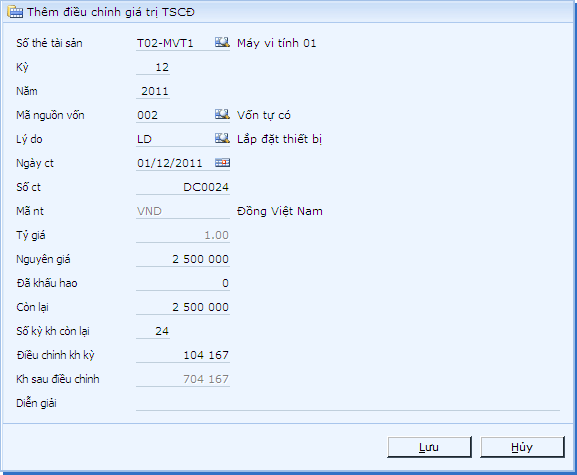 Thêm điều chỉnh giá trị TSCĐ
Số thẻ tài sản T02-MVT1 Máy vi tính 01
Kỳ 12
Năm 2011
Mã nguồn vốn 002 Vốn tự có
Lý do LD Lắp đặt thiết bị
Ngày ct 01/12/2011
Số ct DC0024
Mã nt VND Đồng Việt Nam
Tỷ giá 1.00
Nguyên giá 2 500 000
Đã khấu hao 0
Còn lại 2 500 000
Số kỳ kh còn lại 24
Điều chỉnh kh kỳ 104 167
Kh sau điều chỉnh 704 167
Diễn giải
Lưu Hủy